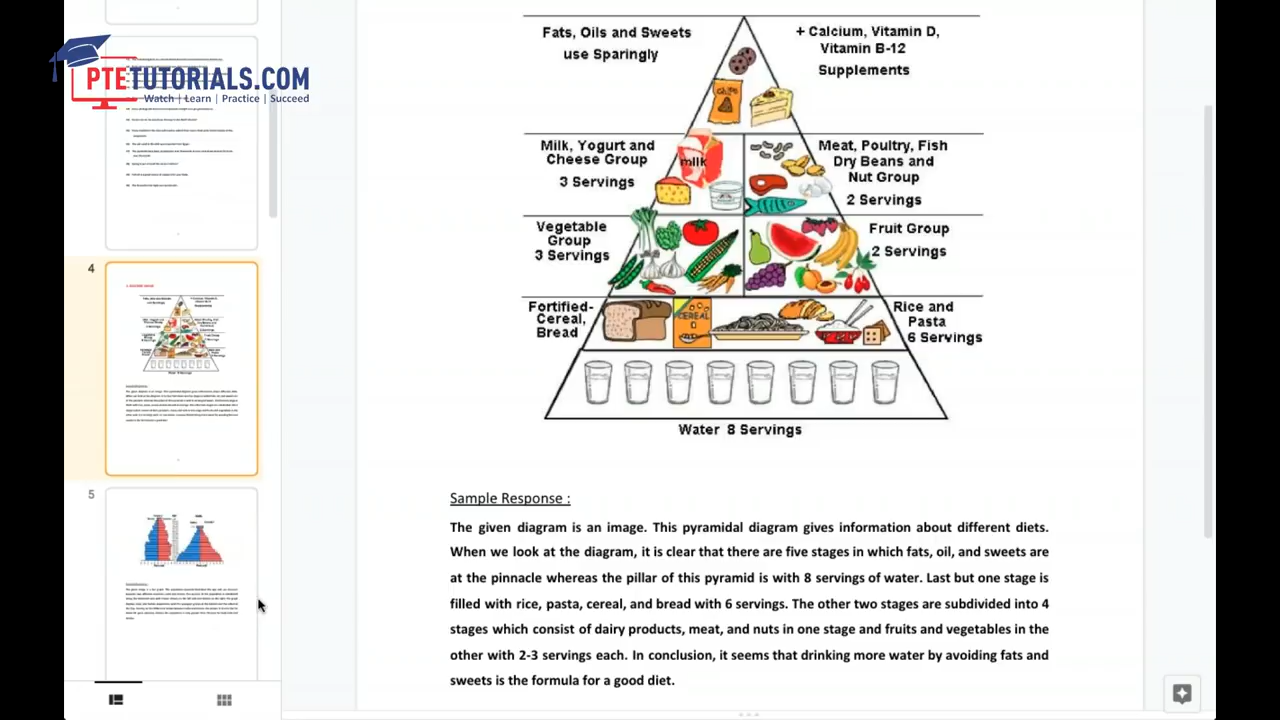 PTETUTORIALS.COM
Watch | Learn | Practice | Succeed
4
5
Fats, Oils and Sweets
use Sparingly
+ Calcium, Vitamin D,
Vitamin B-12
Supplements
Chips
Milk, Yogurt and
Cheese Group
3 Servings
milk
Meat, Poultry, Fish
Dry Beans and
Nut Group
2 Servings
Vegetable
Group
3 Servings
Fruit Group
2 Servings
Fortified-
Cereal,
Bread
CEREAL
Rice and
Pasta
6 Servings
Water 8 Servings
Sample Response :
The given diagram is an image. This pyramidal diagram gives information about different diets.
When we look at the diagram, it is clear that there are five stages in which fats, oil, and sweets are
at the pinnacle whereas the pillar of this pyramid is with 8 servings of water. Last but one stage is
filled with rice, pasta, cereal, and bread with 6 servings. The other two stages are subdivided into 4
stages which consist of dairy products, meat, and nuts in one stage and fruits and vegetables in the
other with 2-3 servings each. In conclusion, it seems that drinking more water by avoiding fats and
sweets is the formula for a good diet.